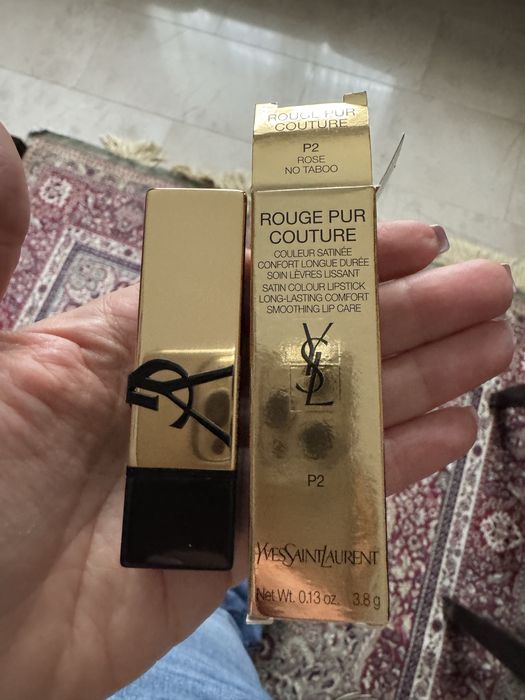 ROUGE PUR
COUTURE
P2
ROSE
NO TABOO
ROUGE PUR
COUTURE
COULEUR SATINÉE
CONFORT LONGUE DURÉE
SOIN LÈVRES LISSANT
SATIN COLOUR LIPSTICK
LONG-LASTING COMFORT
SMOOTHING LIP CARE
YSL
P2
YVESSAINTLAURENT
Net Wt. 0.13 oz. 3.8 g